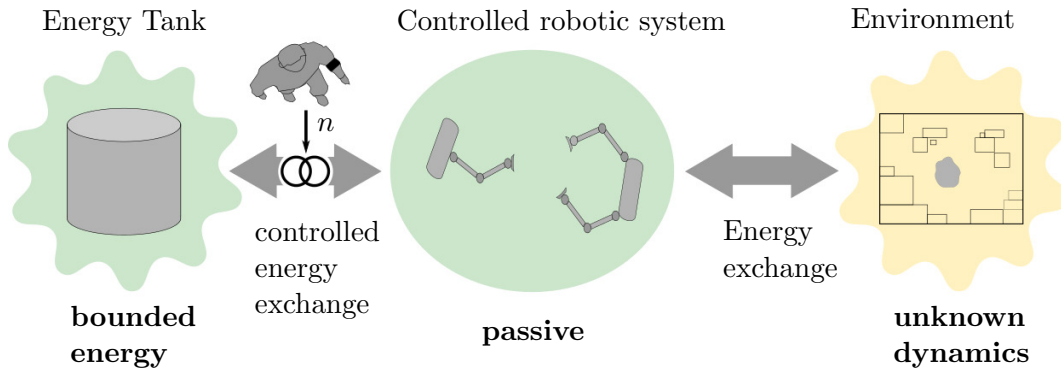 Energy Tank
Controlled robotic system
Environment
n
controlled
energy
exchange
Energy
exchange
bounded
energy
passive
unknown
dynamics